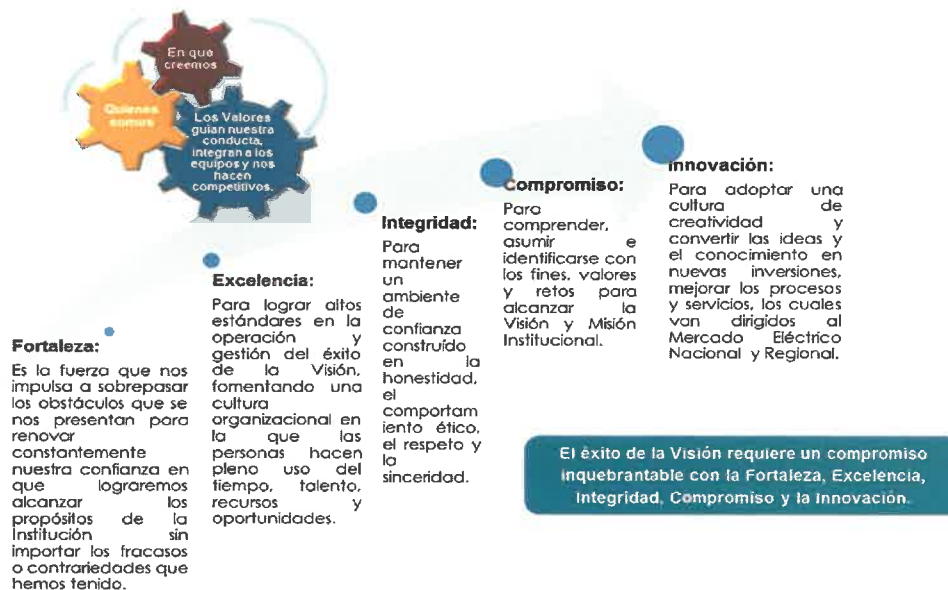 En que
creemos
Quienes
somos
Los Valores
guian nuestra
conducta,
integran a los
equipos y nos
hacen
competitivos.
Fortaleza:
Es la fuerza que nos
impulsa a sobrepasar
los obstáculos que se
nos presentan para
renovar
constantemente
nuestra confianza en
que lograremos
alcanzar los
propósitos de la
Institución sin
importar los fracasos
o contrariedades que
hemos tenido.
Excelencia:
Para lograr altos
estándares en la
operación y
gestión del éxito
de la Visión,
fomentando una
cultura
organizacional en
la que las
personas hacen
pleno uso del
tiempo, talento,
recursos y
oportunidades.
Integridad:
Para
mantener
un
ambiente
de
confianza
construido
en la
honestidad,
el
comportam
iento ético,
el respeto y
la
sinceridad.
Compromiso:
Para
comprender,
asumir e
identificarse con
los fines, valores
y retos para
alcanzar la
Visión y Misión
Institucional.
Innovación:
Para adoptar una
cultura de
creatividad y
convertir las ideas y
el conocimiento en
nuevas inversiones,
mejorar los procesos
y servicios, los cuales
van dirigidos al
Mercado Eléctrico
Nacional y Regional.
El éxito de la Visión requiere un compromiso
inquebrantable con la Fortaleza, Excelencia,
Integridad, Compromiso y la Innovación.